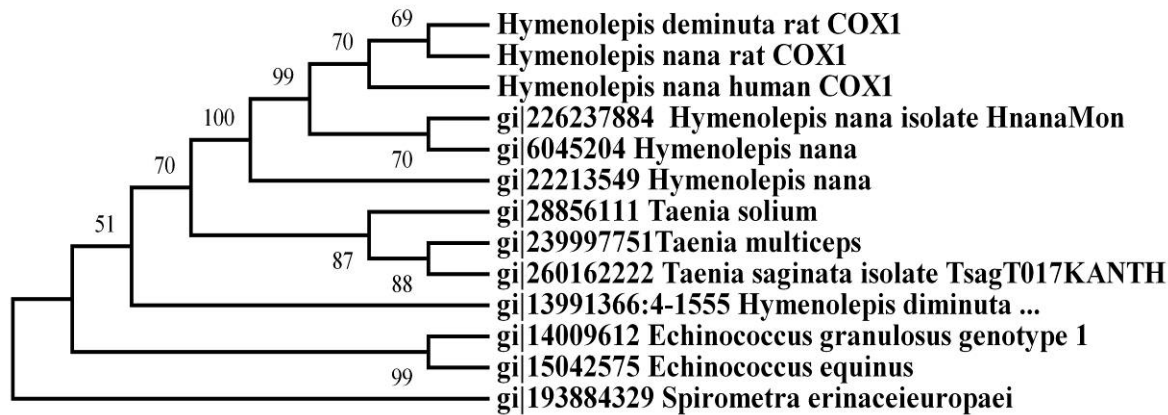 69
Hymenolepis deminuta rat COX1
70
Hymenolepis nana rat COX1
99
Hymenolepis nana human COX1
100
gi|226237884 Hymenolepis nana isolate HnanaMon
70
gi|6045204 Hymenolepis nana
70
gi|22213549 Hymenolepis nana
51
gi|28856111 Taenia solium
87
gi|239997751Taenia multiceps
88
gi|260162222 Taenia saginata isolate TsagT017KANTH
gi|13991366:4-1555 Hymenolepis diminuta ...
gi|14009612 Echinococcus granulosus genotype 1
99
gi|15042575 Echinococcus equinus
gi|193884329 Spirometra erinaceieuropaei